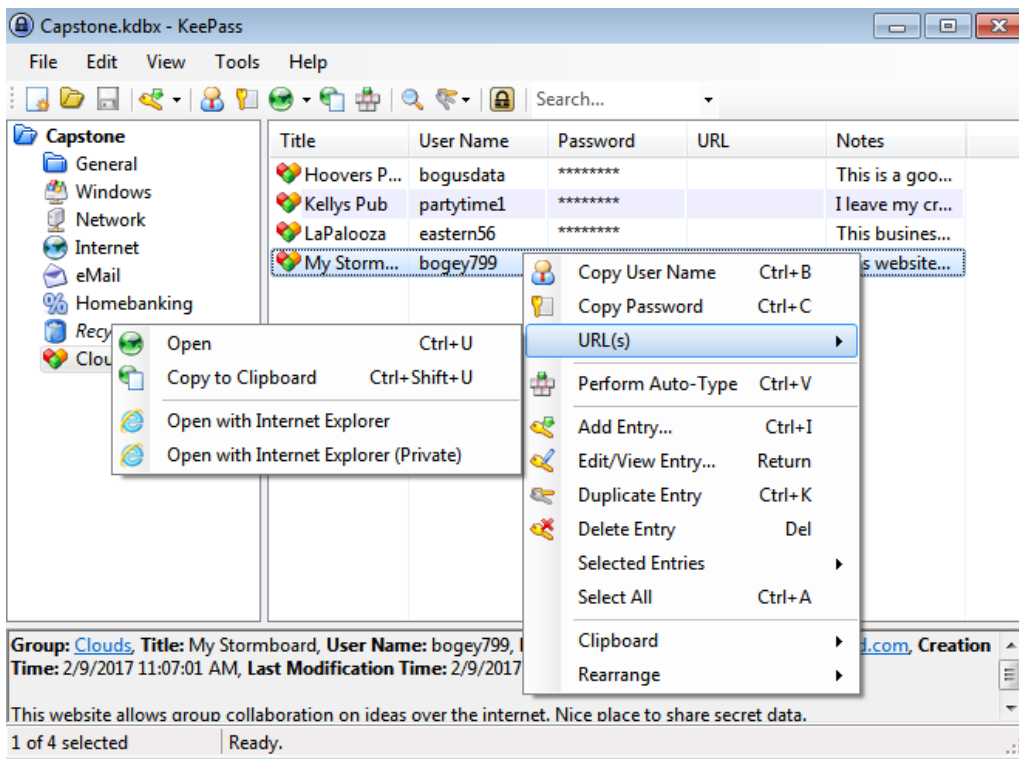 Capstone.kdbx - KeePass
File Edit View Tools Help
Search...
Capstone
General
Windows
Network
Internet
eMail
Homebanking
Recy
Clou
Title User Name Password URL Notes
Hoovers P... bogusdata ******** This is a goo...
Kellys Pub partytime1 ******** I leave my cr...
LaPalooza eastern56 ******** This busines...
My Storm... bogey799 s website...
Copy User Name Ctrl+B
Copy Password Ctrl+C
URL(s)
Perform Auto-Type Ctrl+V
Add Entry... Ctrl+I
Edit/View Entry... Return
Duplicate Entry Ctrl+K
Delete Entry Del
Selected Entries
Select All Ctrl+A
Clipboard
Rearrange
Open Ctrl+U
Copy to Clipboard Ctrl+Shift+U
Open with Internet Explorer
Open with Internet Explorer (Private)
Group: Clouds, Title: My Stormboard, User Name: bogey799, d.com, Creation
Time: 2/9/2017 11:07:01 AM, Last Modification Time: 2/9/2017
This website allows group collaboration on ideas over the internet. Nice place to share secret data.
1 of 4 selected Ready.